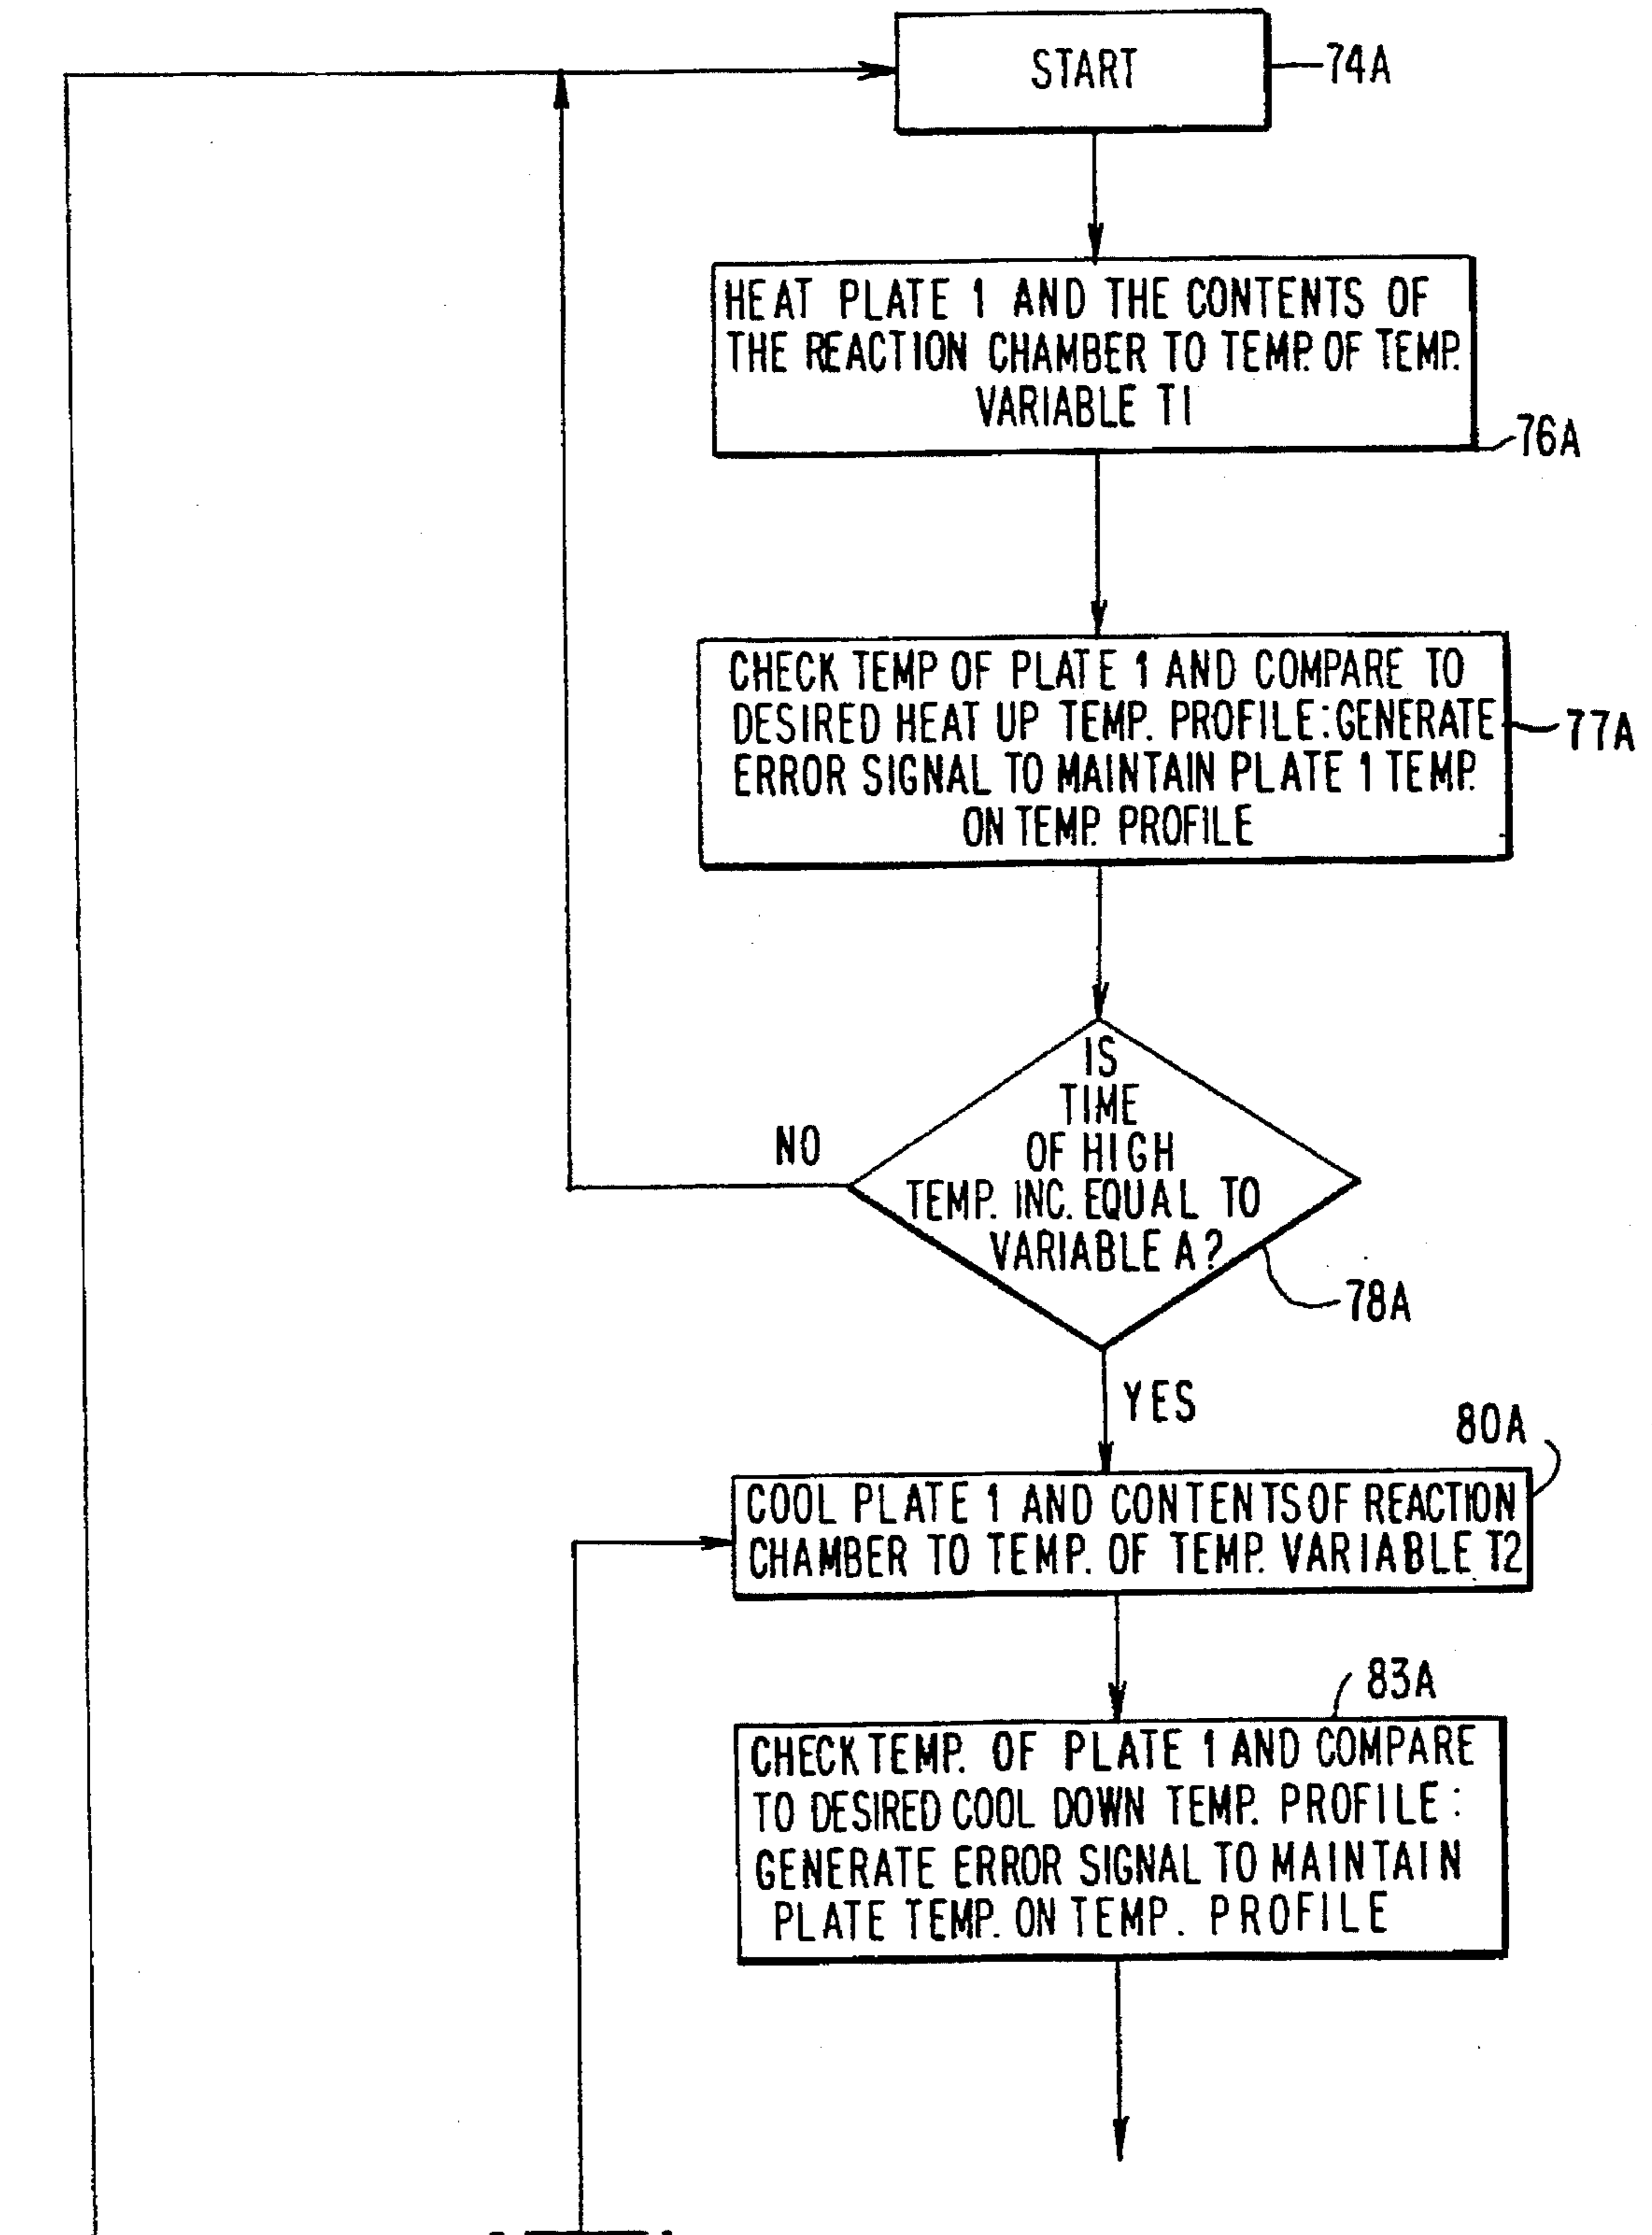 START
74A
HEAT PLATE 1 AND THE CONTENTS OF
THE REACTION CHAMBER TO TEMP. OF TEMP.
VARIABLE T1
76A
CHECK TEMP OF PLATE 1 AND COMPARE TO
DESIRED HEAT UP TEMP. PROFILE: GENERATE
ERROR SIGNAL TO MAINTAIN PLATE 1 TEMP.
ON TEMP. PROFILE
77A
IS
TIME
OF HIGH
TEMP. INC. EQUAL TO
VARIABLE A?
NO
78A
YES
80A
COOL PLATE 1 AND CONTENTS OF REACTION
CHAMBER TO TEMP. OF TEMP. VARIABLE T2
83A
CHECK TEMP. OF PLATE 1 AND COMPARE
TO DESIRED COOL DOWN TEMP. PROFILE:
GENERATE ERROR SIGNAL TO MAINTAIN
PLATE TEMP. ON TEMP. PROFILE